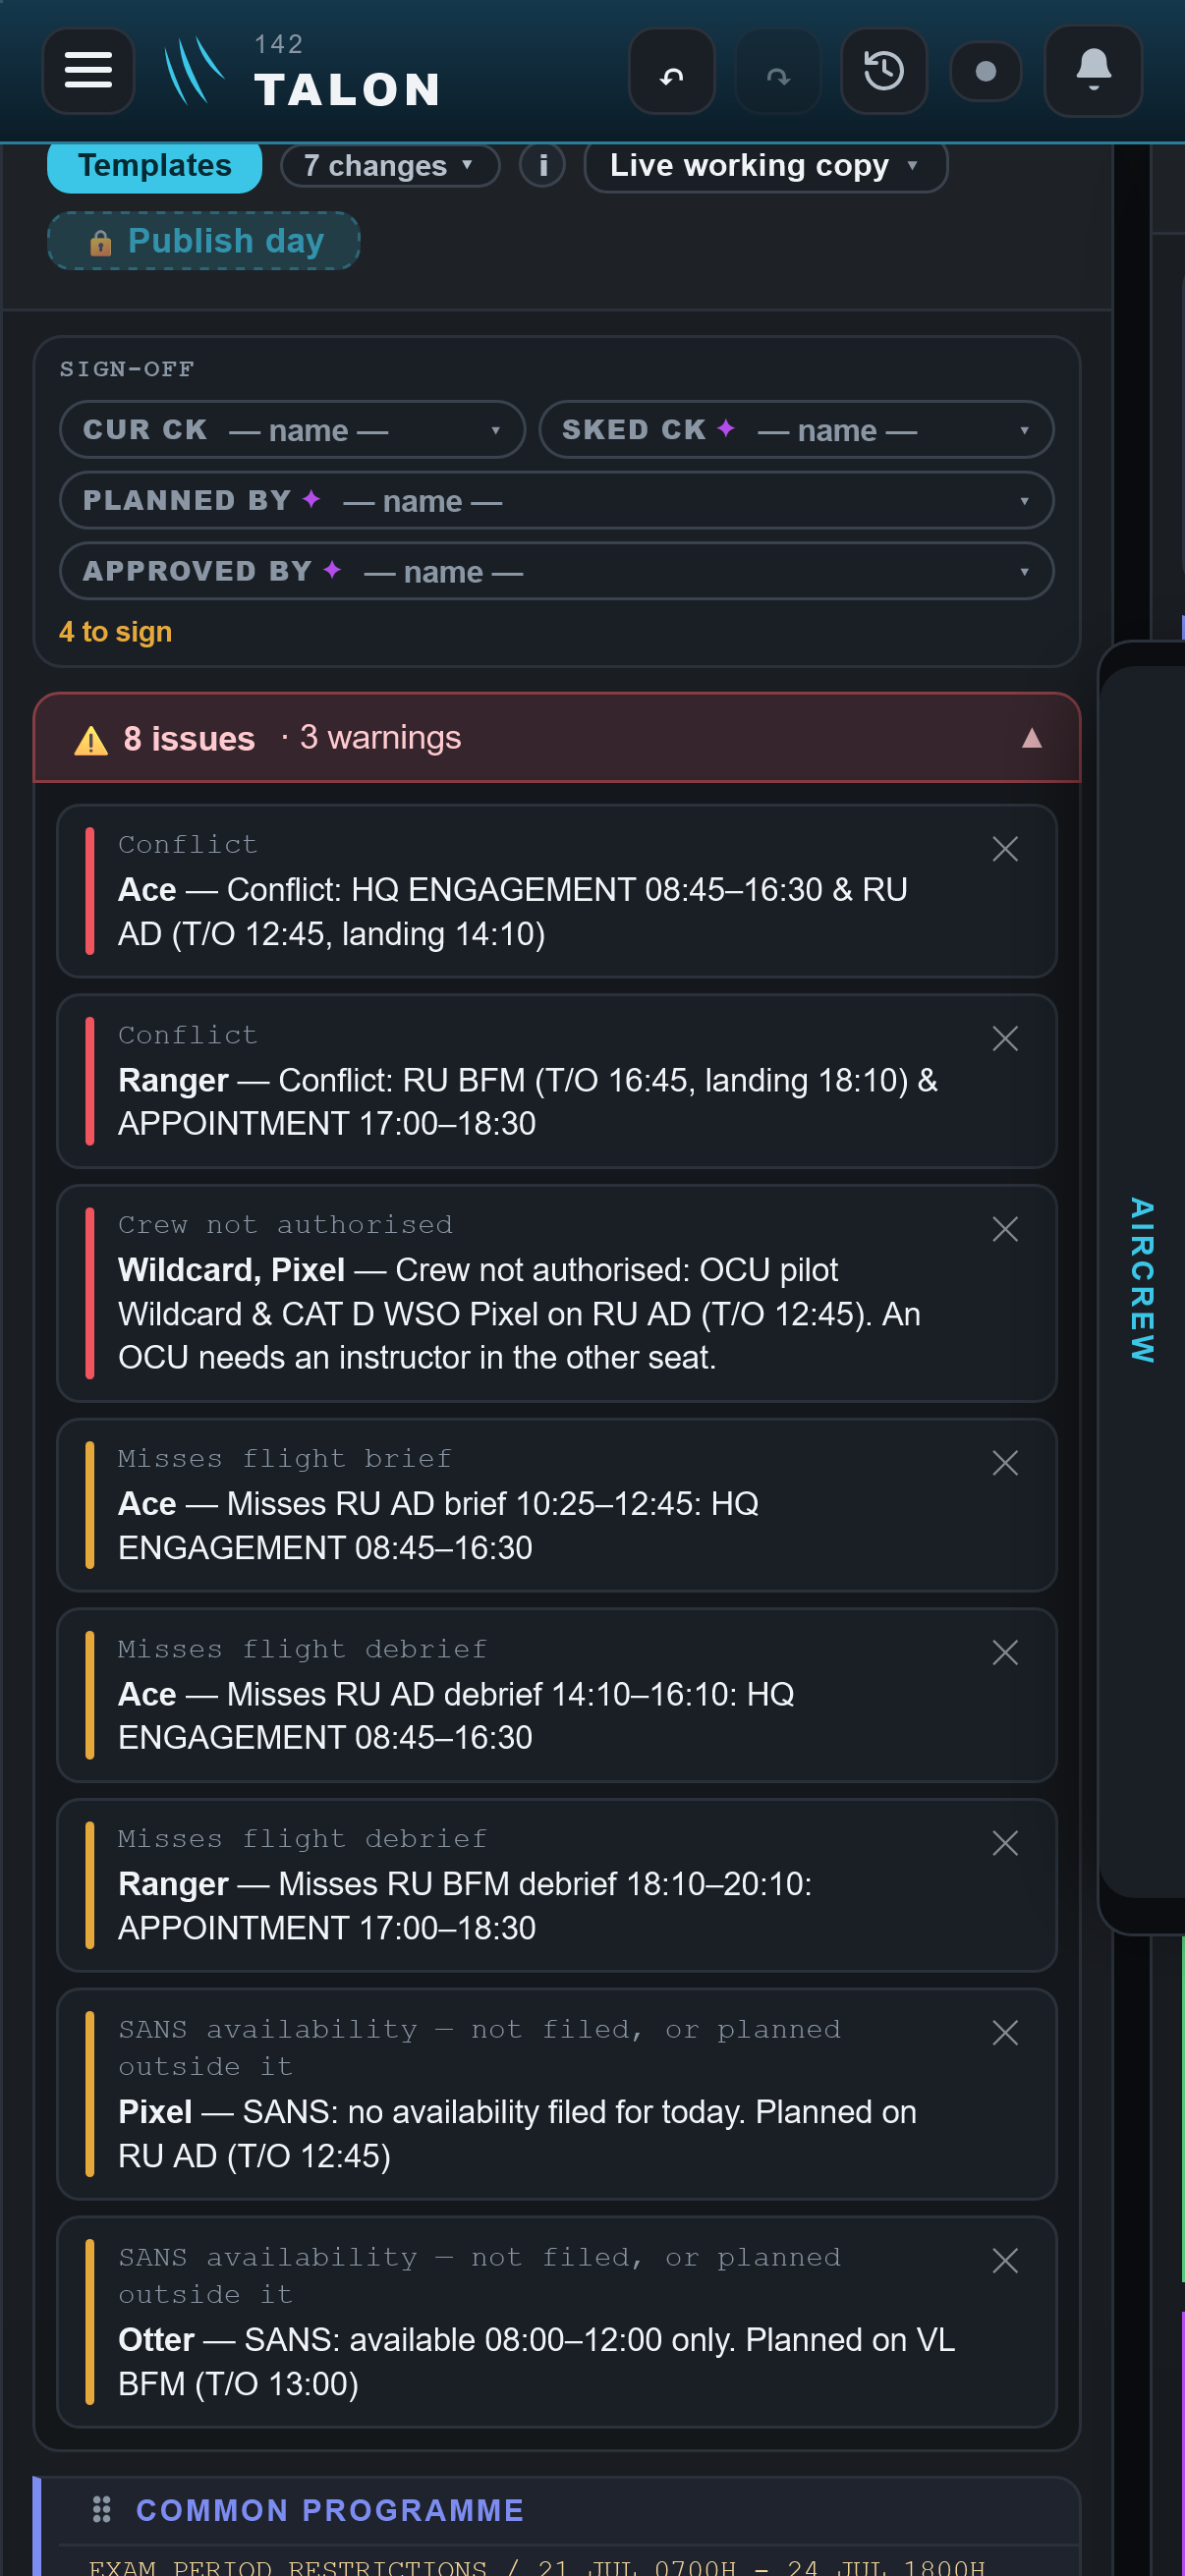 142
TALON
Templates
7 changes
i
Live working copy
Publish day
SIGN-OFF
CUR CK — name —
SKED CK — name —
PLANNED BY — name —
APPROVED BY — name —
4 to sign
8 issues · 3 warnings
Conflict
Ace — Conflict: HQ ENGAGEMENT 08:45–16:30 & RU
AD (T/O 12:45, landing 14:10)
Conflict
Ranger — Conflict: RU BFM (T/O 16:45, landing 18:10) &
APPOINTMENT 17:00–18:30
Crew not authorised
Wildcard, Pixel — Crew not authorised: OCU pilot
Wildcard & CAT D WSO Pixel on RU AD (T/O 12:45). An
OCU needs an instructor in the other seat.
Misses flight brief
Ace — Misses RU AD brief 10:25–12:45: HQ
ENGAGEMENT 08:45–16:30
Misses flight debrief
Ace — Misses RU AD debrief 14:10–16:10: HQ
ENGAGEMENT 08:45–16:30
Misses flight debrief
Ranger — Misses RU BFM debrief 18:10–20:10:
APPOINTMENT 17:00–18:30
SANS availability — not filed, or planned
outside it
Pixel — SANS: no availability filed for today. Planned on
RU AD (T/O 12:45)
SANS availability — not filed, or planned
outside it
Otter — SANS: available 08:00–12:00 only. Planned on VL
BFM (T/O 13:00)
AIRCREW
COMMON PROGRAMME
EXAM PERIOD RESTRICTIONS / 21 JUL 0700H – 24 JUL 1800H